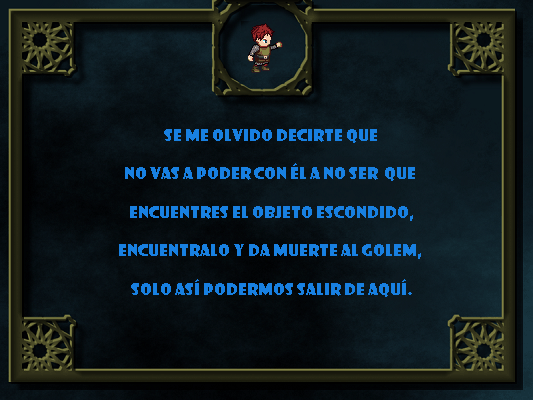 SE ME OLVIDO DECIRTE QUE
NO VAS A PODER CON ÉL A NO SER QUE
ENCUENTRES EL OBJETO ESCONDIDO,
ENCUENTRALO Y DA MUERTE AL GOLEM,
SOLO ASÍ PODERMOS SALIR DE AQUÍ.